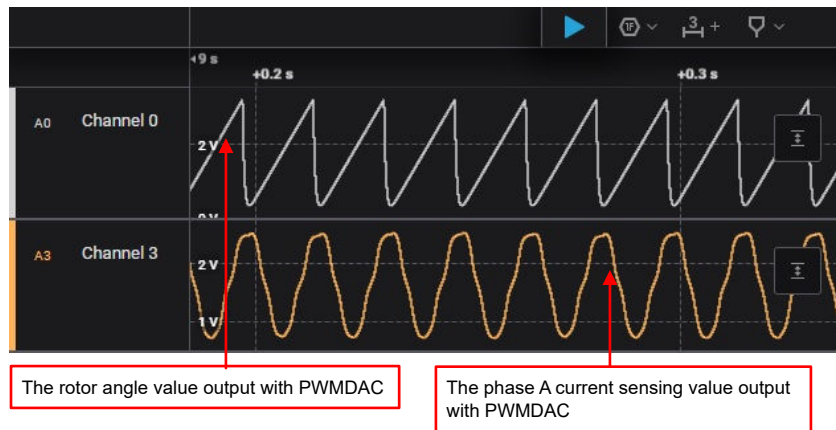 3 +
9 s
+0.2 s
+0.3 s
A0 Channel 0
2 V
A3 Channel 3
2 V
1 V
The rotor angle value output with PWMDAC
The phase A current sensing value output
with PWMDAC